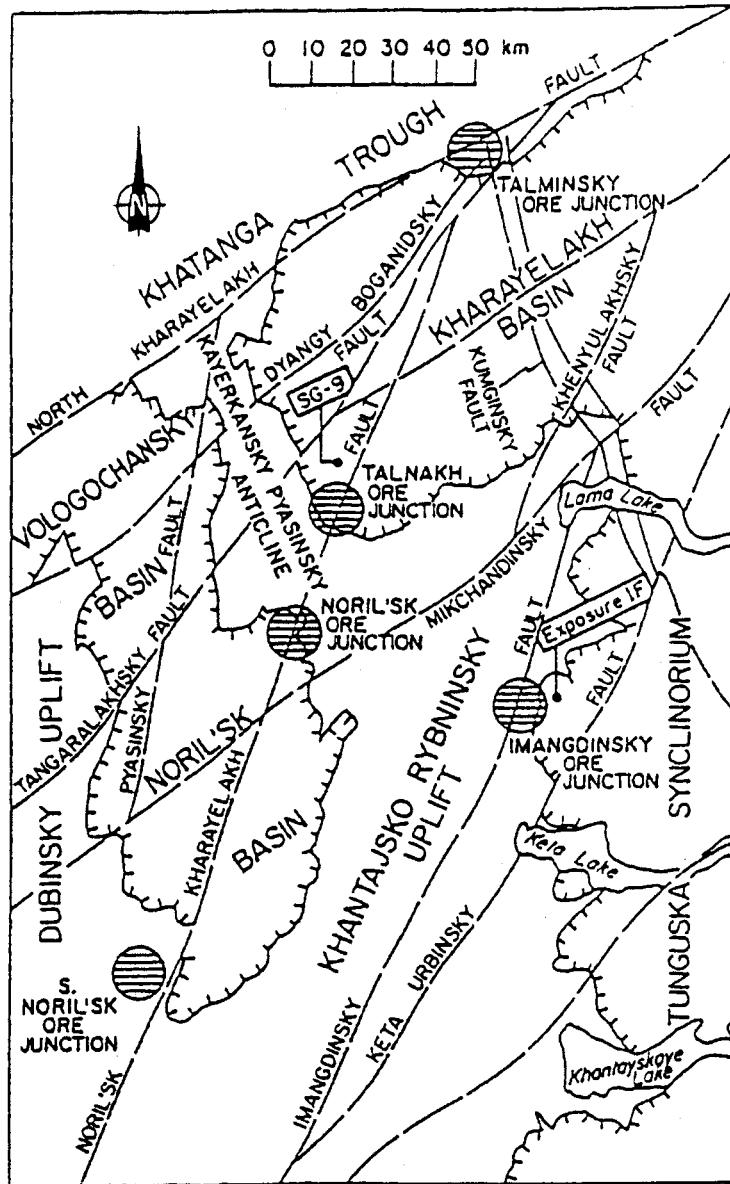 0 10 20 30 40 50 km
N
KHATANGA TROUGH
NORTH KHARAYELAKH FAULT
TALMINSKY
ORE JUNCTION
DYANGY BOGANIDSKY
FAULT
KHARAYELAKH
BASIN
KHENYULAKHSKY
FAULT
KUMGINSKY
FAULT
SG-9
KAYERKANSKY PYASINSKY
ANTICLINE
VOLOGOCHANSKY
BASIN
FAULT
TALNAKH
ORE
JUNCTION
Lama Lake
MIKCHANDINSKY
FAULT
NORIL'SK
ORE
JUNCTION
Exposure 1F
FAULT
FAULT
IMANGDINSKY
ORE
JUNCTION
DUBINSKY UPLIFT
TANGARALAKHSKY FAULT
PYASINSKY FAULT
NORIL'SK
BASIN
KHARAYELAKH
KHANTAJSKO RYBNINSKY
UPLIFT
TUNGUSKA SYNCLINORIUM
Keta Lake
S.
NORIL'SK
ORE
JUNCTION
NORIL'SK
IMANGDINSKY
KETA URBINSKY
Khantayskoye
Lake